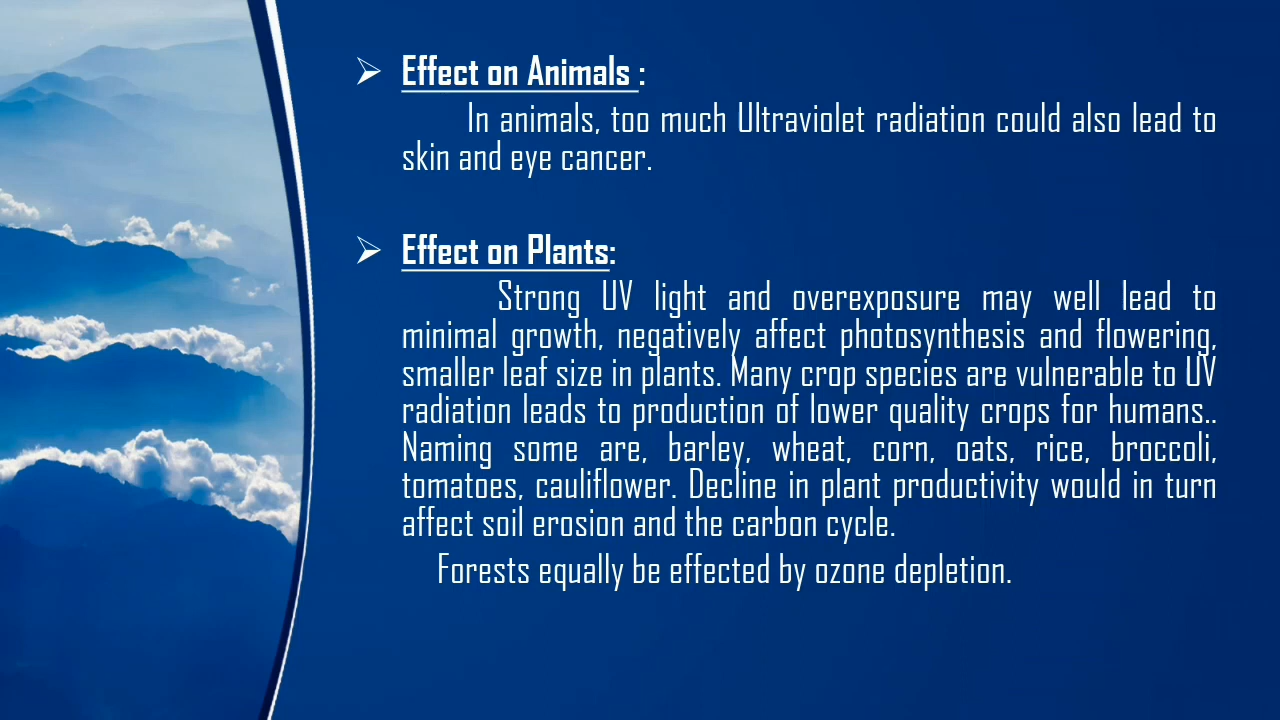 Effect on Animals :
In animals, too much Ultraviolet radiation could also lead to
skin and eye cancer.
Effect on Plants:
Strong UV light and overexposure may well lead to
minimal growth, negatively affect photosynthesis and flowering,
smaller leaf size in plants. Many crop species are vulnerable to UV
radiation leads to production of lower quality crops for humans..
Naming some are, barley, wheat, corn, oats, rice, broccoli,
tomatoes, cauliflower. Decline in plant productivity would in turn
affect soil erosion and the carbon cycle.
Forests equally be effected by ozone depletion.